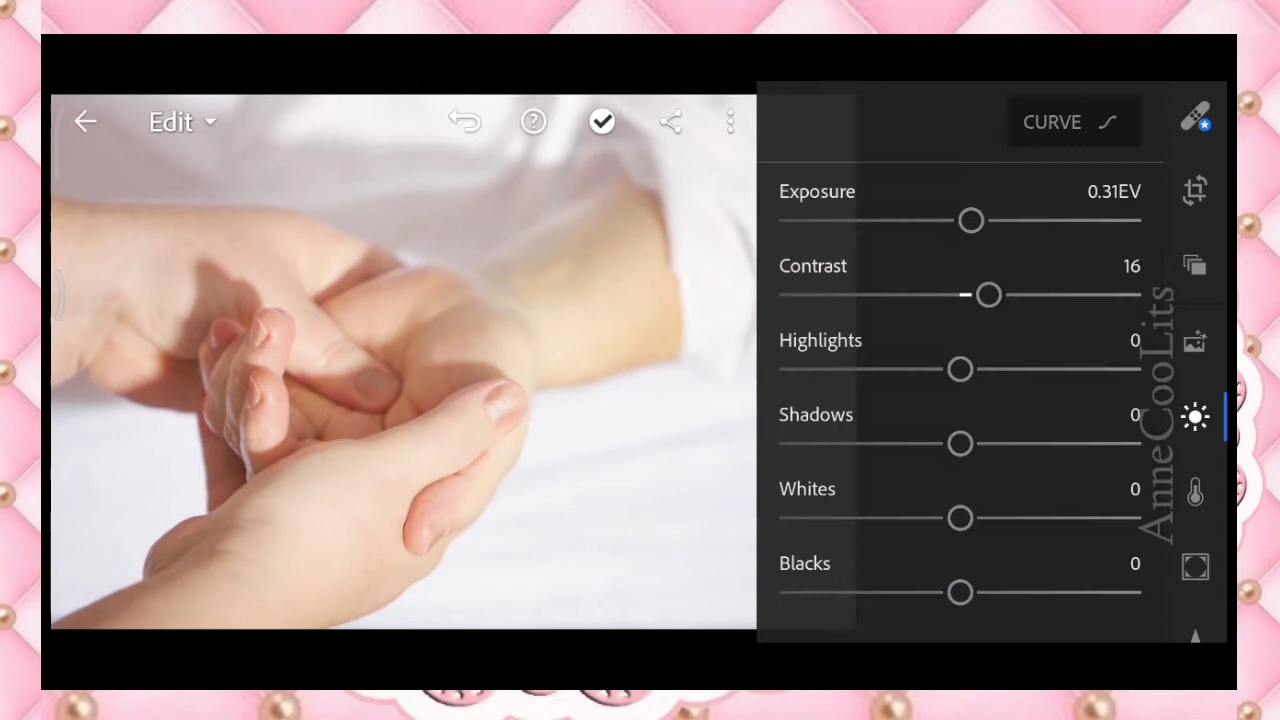 Edit
CURVE
Exposure 0.31EV
Contrast 16
Highlights 0
Shadows 0
Whites 0
Blacks 0
AnneCooLits